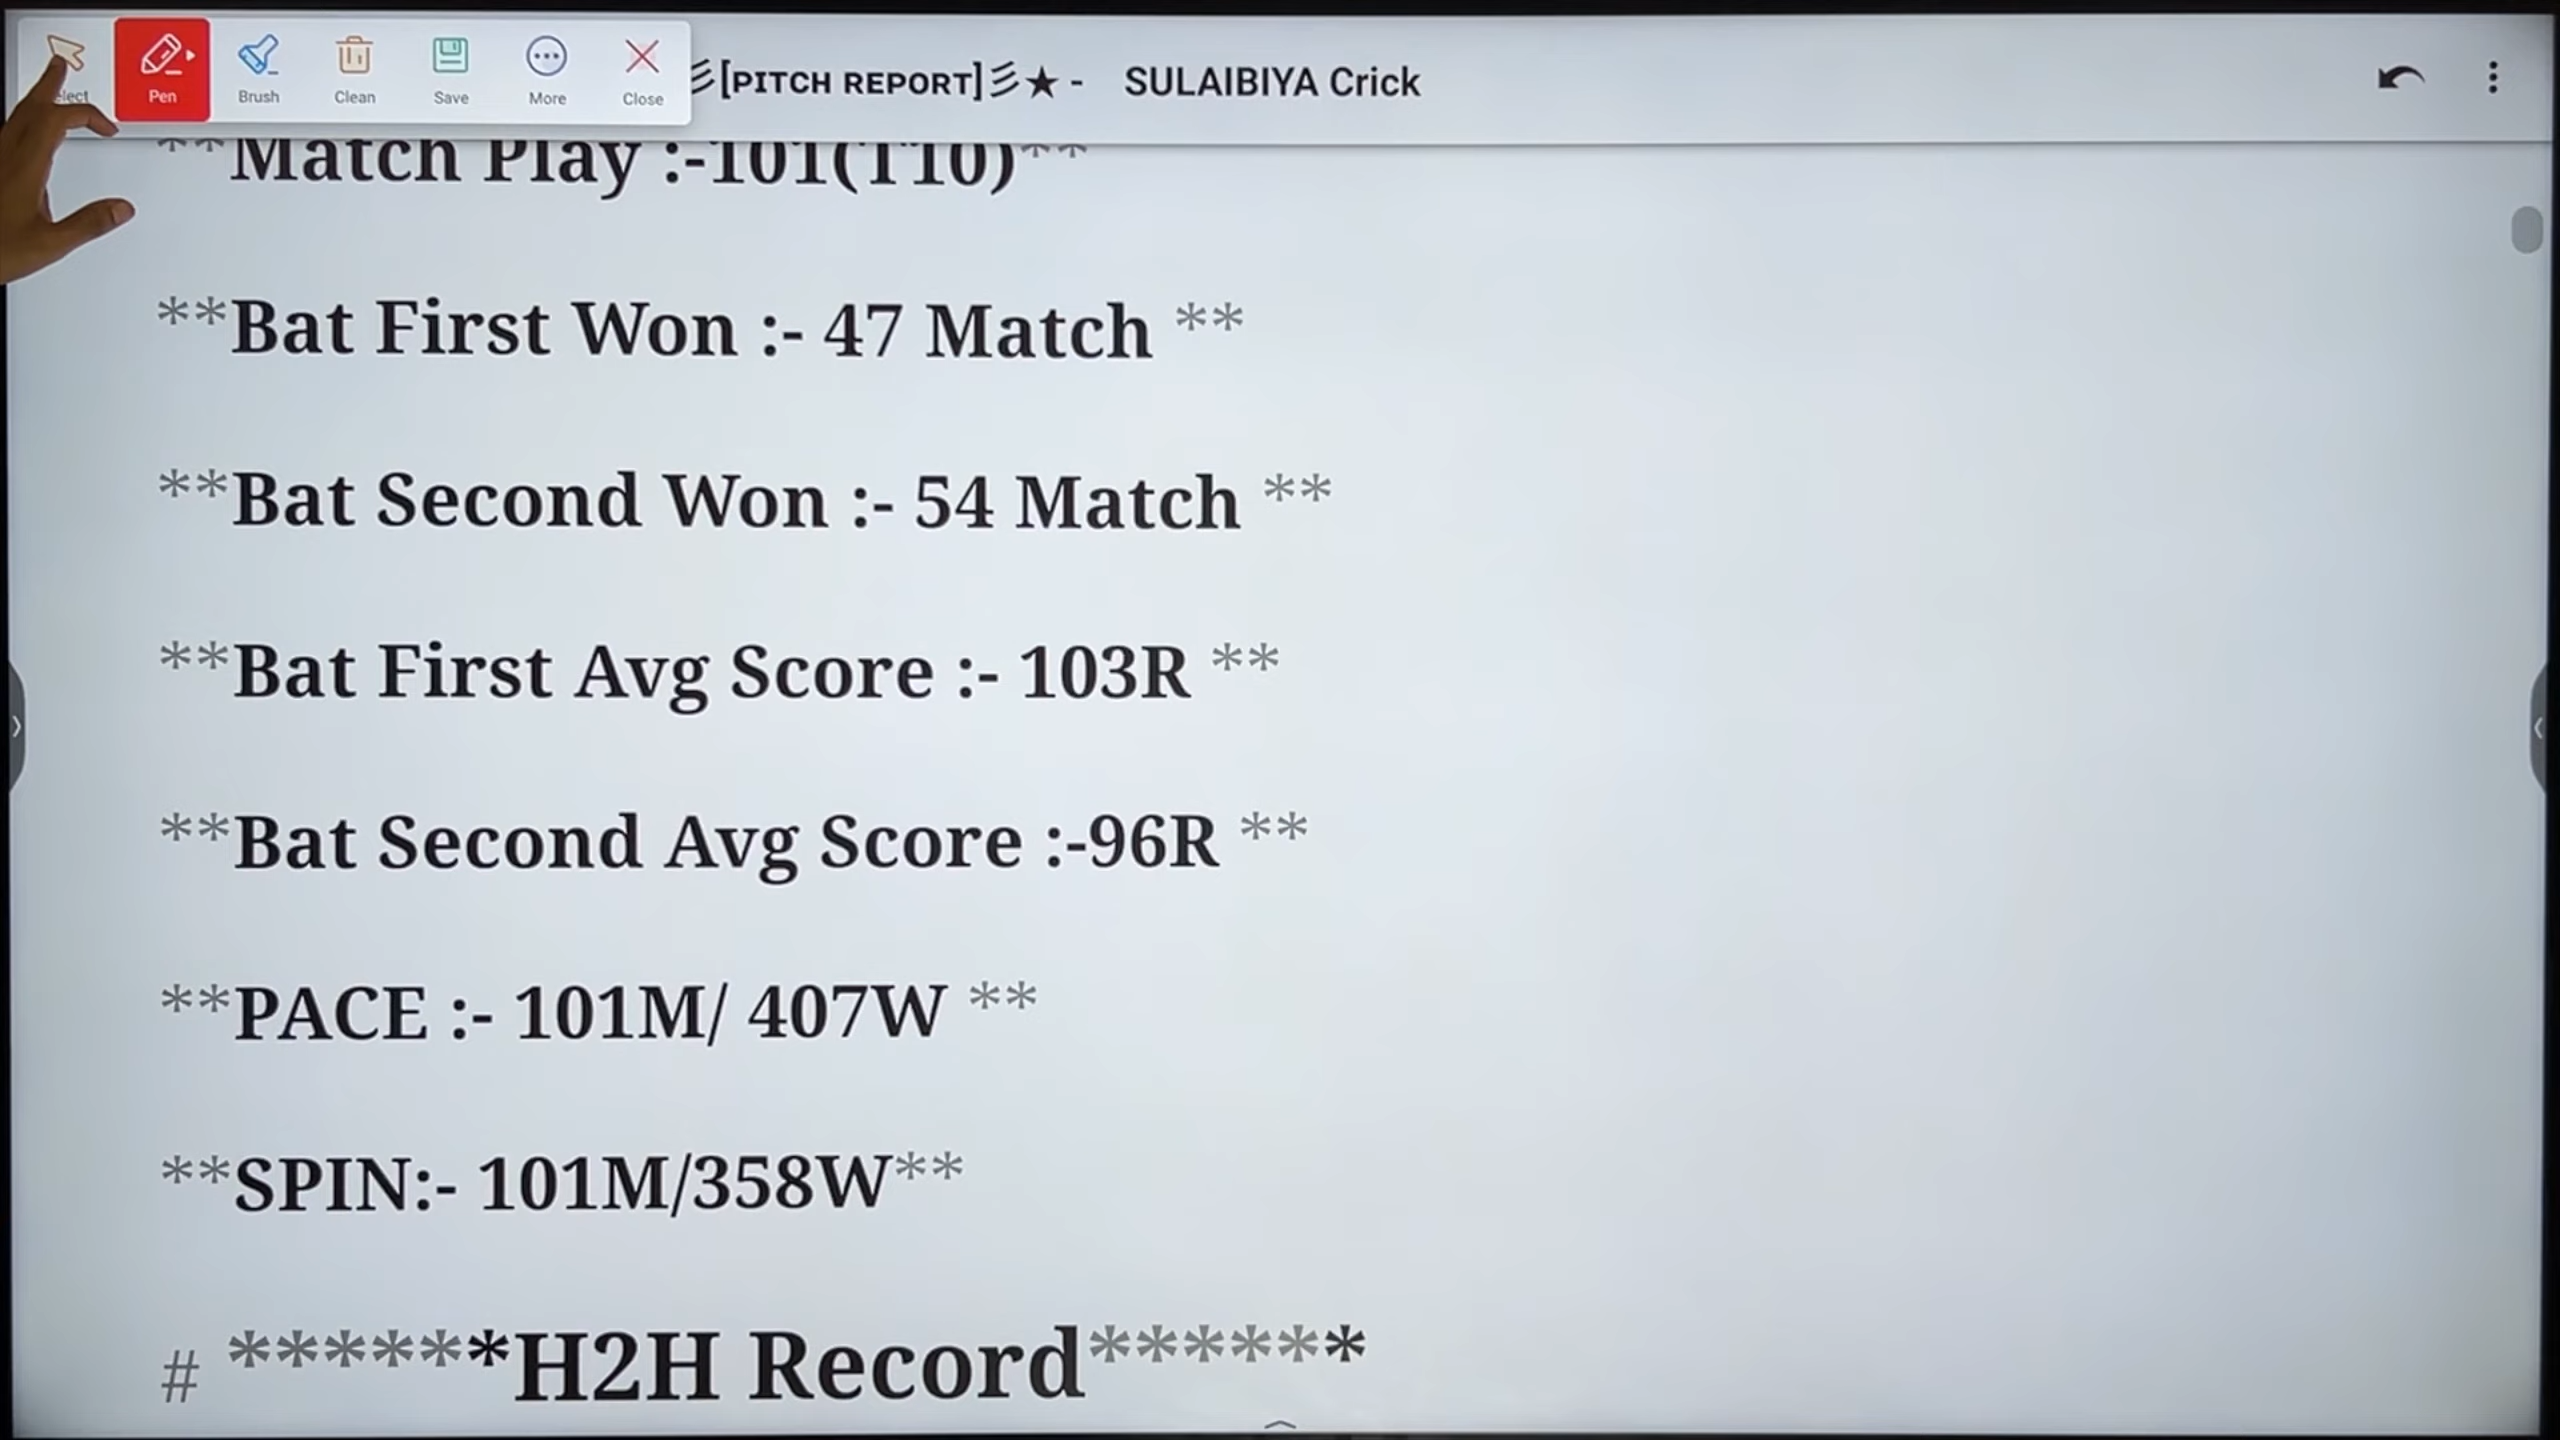 Pen
Brush
Clean
Save
More
Close
彡[PITCH REPORT]彡★ - SULAIBIYA Crick
**Match Play :-101(T10)**
**Bat First Won :- 47 Match **
**Bat Second Won :- 54 Match **
**Bat First Avg Score :- 103R **
**Bat Second Avg Score :-96R **
**PACE :- 101M/ 407W **
**SPIN:- 101M/358W**
# ******H2H Record******